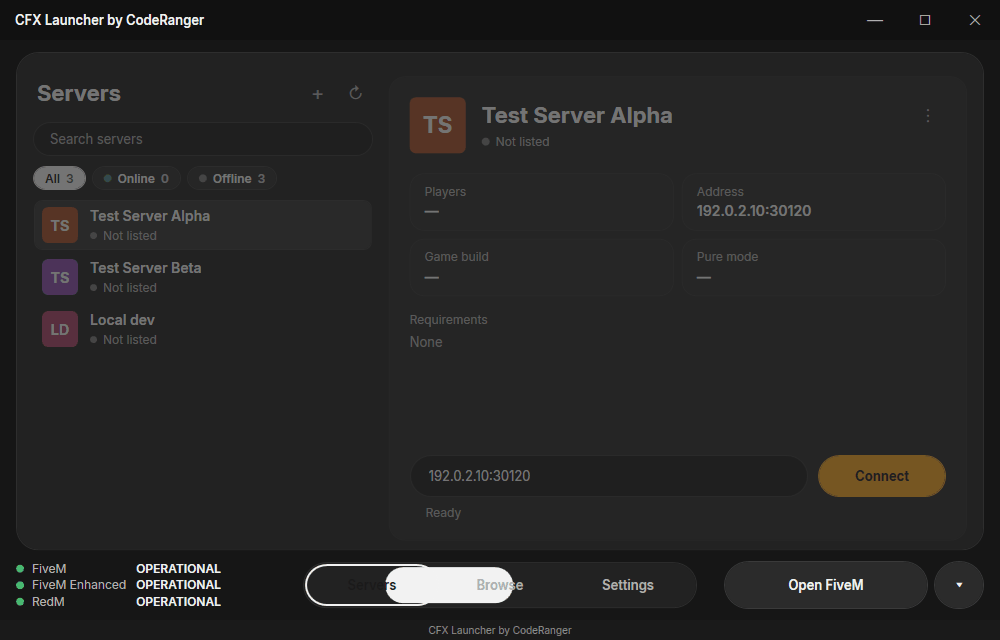 CFX Launcher by CodeRanger
Servers
Search servers
All 3
Online 0
Offline 3
TS
Test Server Alpha
Not listed
TS
Test Server Beta
Not listed
LD
Local dev
Not listed
TS
Test Server Alpha
Not listed
Players
—
Address
192.0.2.10:30120
Game build
—
Pure mode
—
Requirements
None
192.0.2.10:30120
Connect
Ready
FiveM OPERATIONAL
FiveM Enhanced OPERATIONAL
RedM OPERATIONAL
Servers
Browse
Settings
Open FiveM
CFX Launcher by CodeRanger